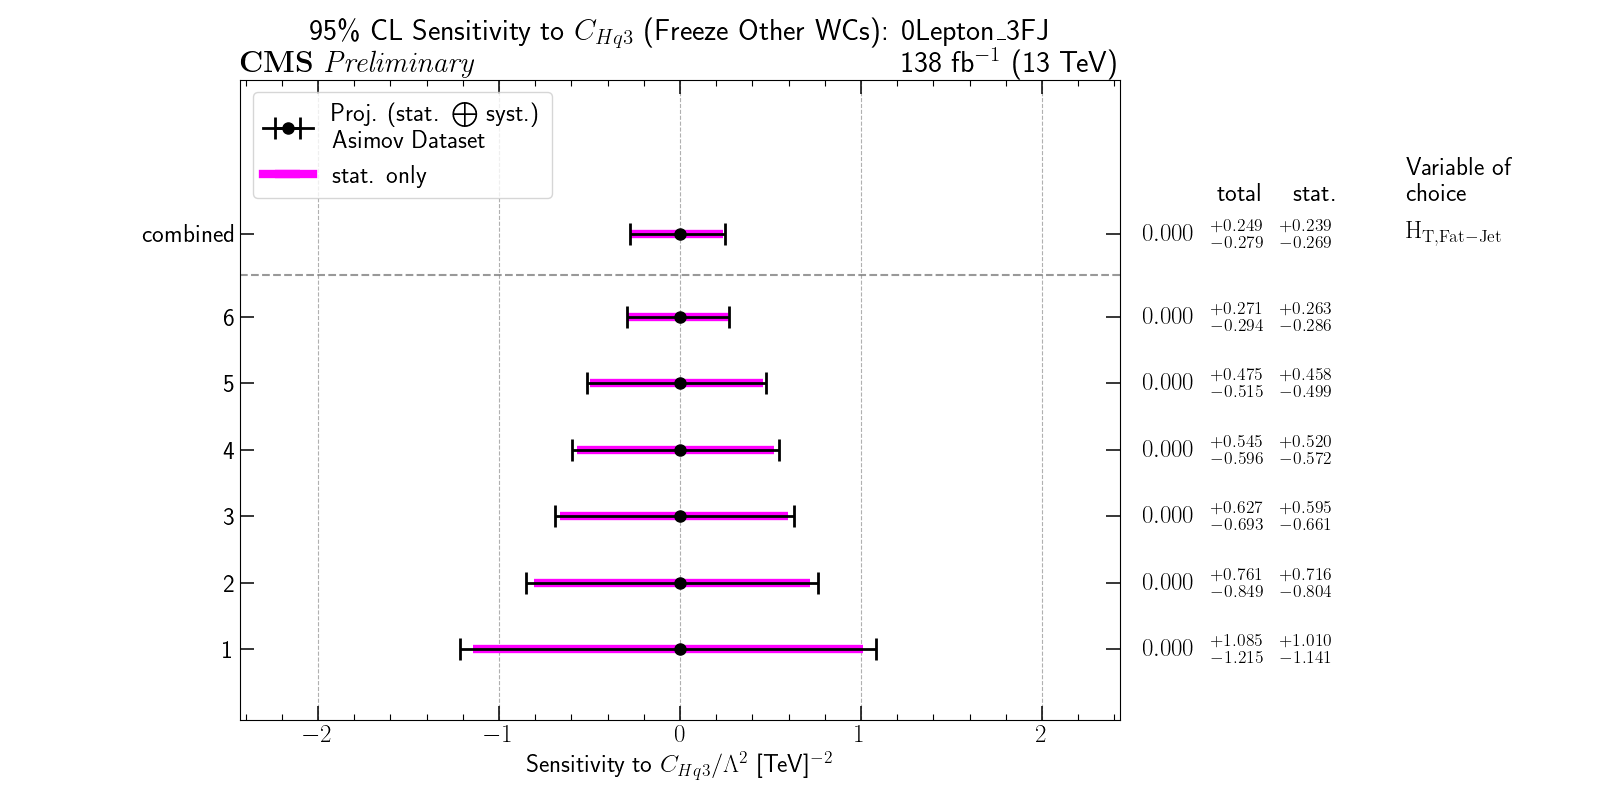 95% CL Sensitivity to C_{Hq3} (Freeze Other WCs): 0Lepton_3FJ
CMS Preliminary 138 fb^{−1} (13 TeV)
Proj. (stat. ⨁ syst.)
Asimov Dataset
stat. only
Variable of
total stat. choice
combined 0.000 +0.249 −0.279 +0.239 −0.269 H_{T,Fat−Jet}
6 0.000 +0.271 −0.294 +0.263 −0.286
5 0.000 +0.475 −0.515 +0.458 −0.499
4 0.000 +0.545 −0.596 +0.520 −0.572
3 0.000 +0.627 −0.693 +0.595 −0.661
2 0.000 +0.761 −0.849 +0.716 −0.804
1 0.000 +1.085 −1.215 +1.010 −1.141
−2 −1 0 1 2
Sensitivity to C_{Hq3}/Λ^2 [TeV]^{−2}